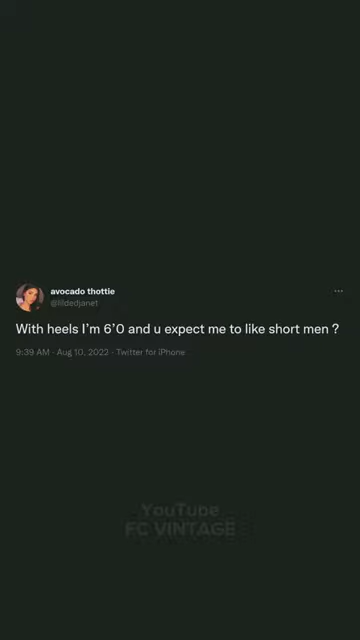 avocado thottie
@lildedjanet
With heels I’m 6’0 and u expect me to like short men ?
9:39 AM · Aug 10, 2022 · Twitter for iPhone
YouTube
FC VINTAGE